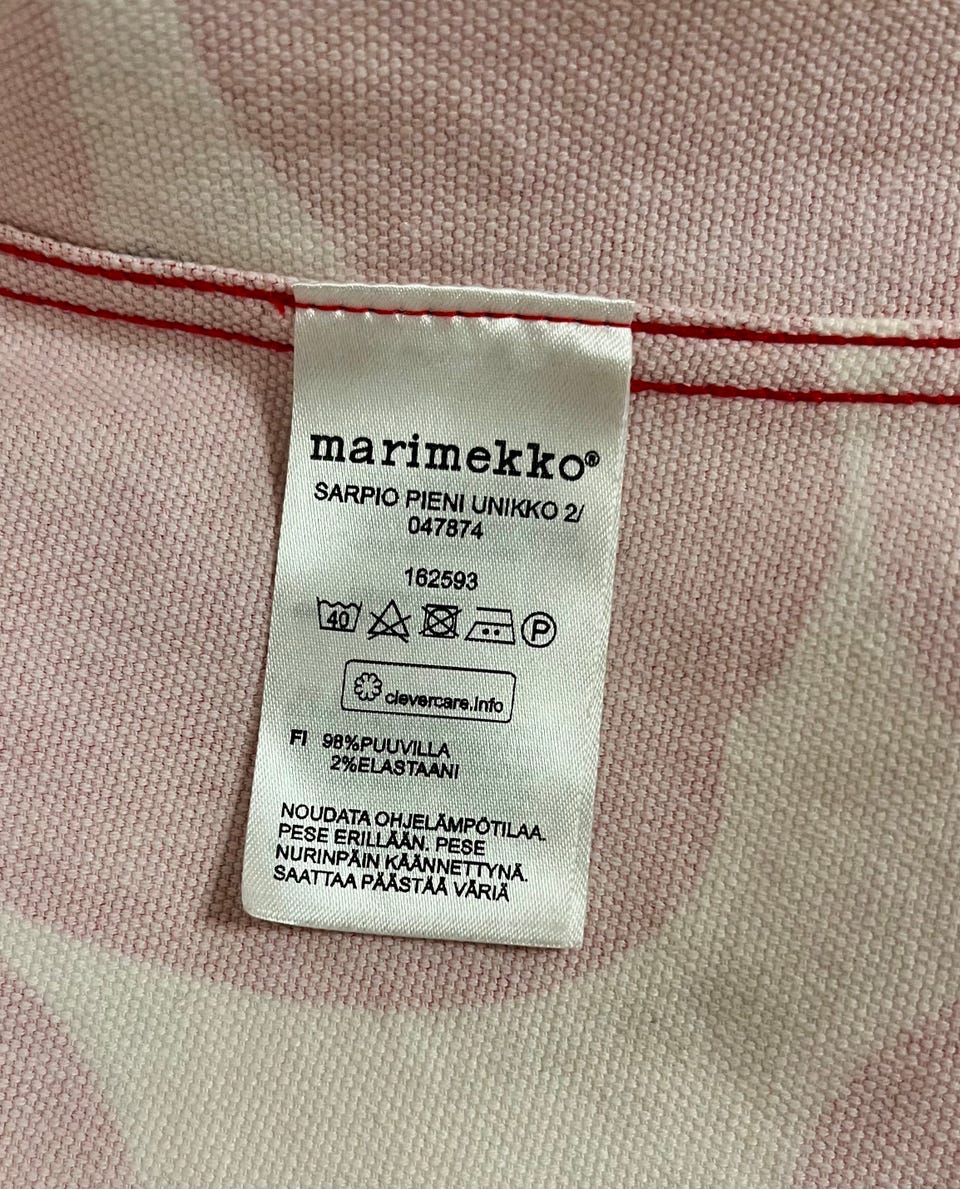 marimekko®
SARPIO PIENI UNIKKO 2/
047874
162593
40 P
clevercare.info
FI 98%PUUVILLA
2%ELASTAANI
NOUDATA OHJELÄMPÖTILAA.
PESE ERILLÄÄN. PESE
NURINPÄIN KÄÄNNETTYNÄ.
SAATTAA PÄÄSTÄÄ VÄRIÄ